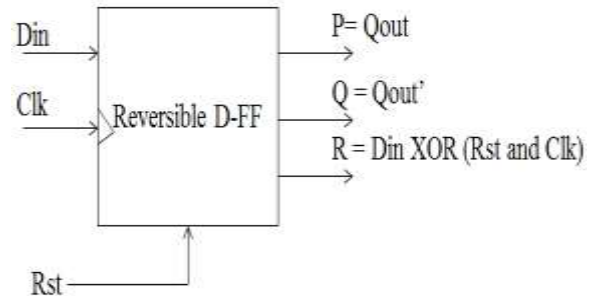 Din
Clk
Rst
Reversible D-FF
P= Qout
Q = Qout’
R = Din XOR (Rst and Clk)